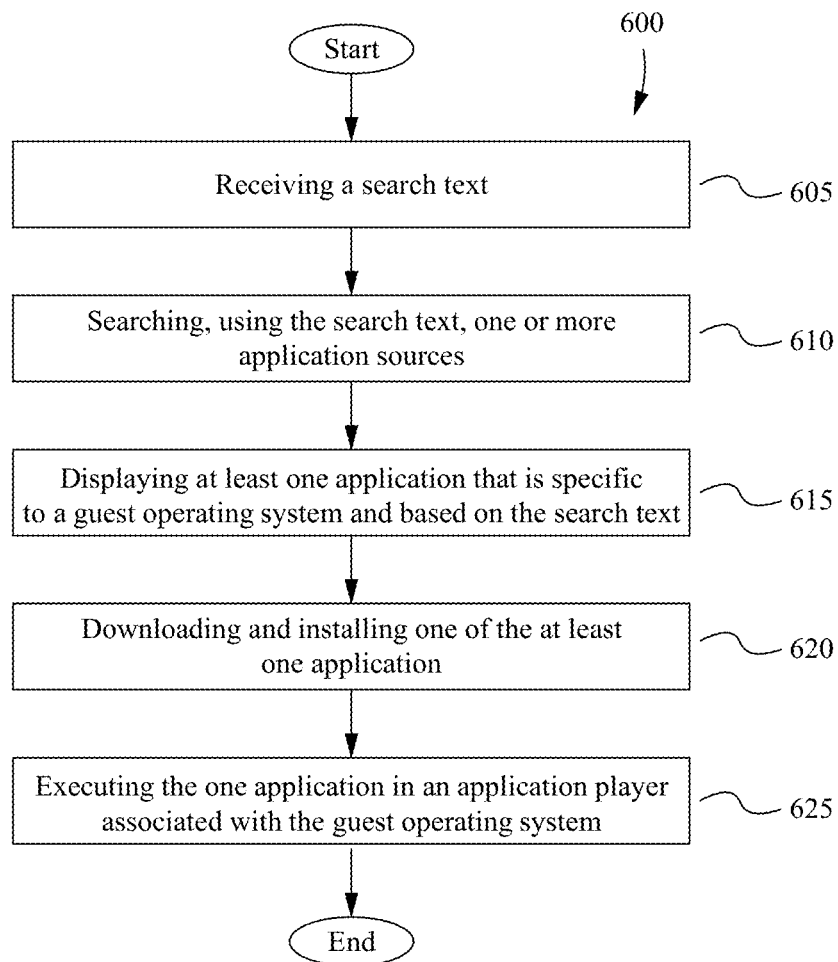 600
Start
Receiving a search text
605
Searching, using the search text, one or more
application sources
610
Displaying at least one application that is specific
to a guest operating system and based on the search text
615
Downloading and installing one of the at least
one application
620
Executing the one application in an application player
associated with the guest operating system
625
End